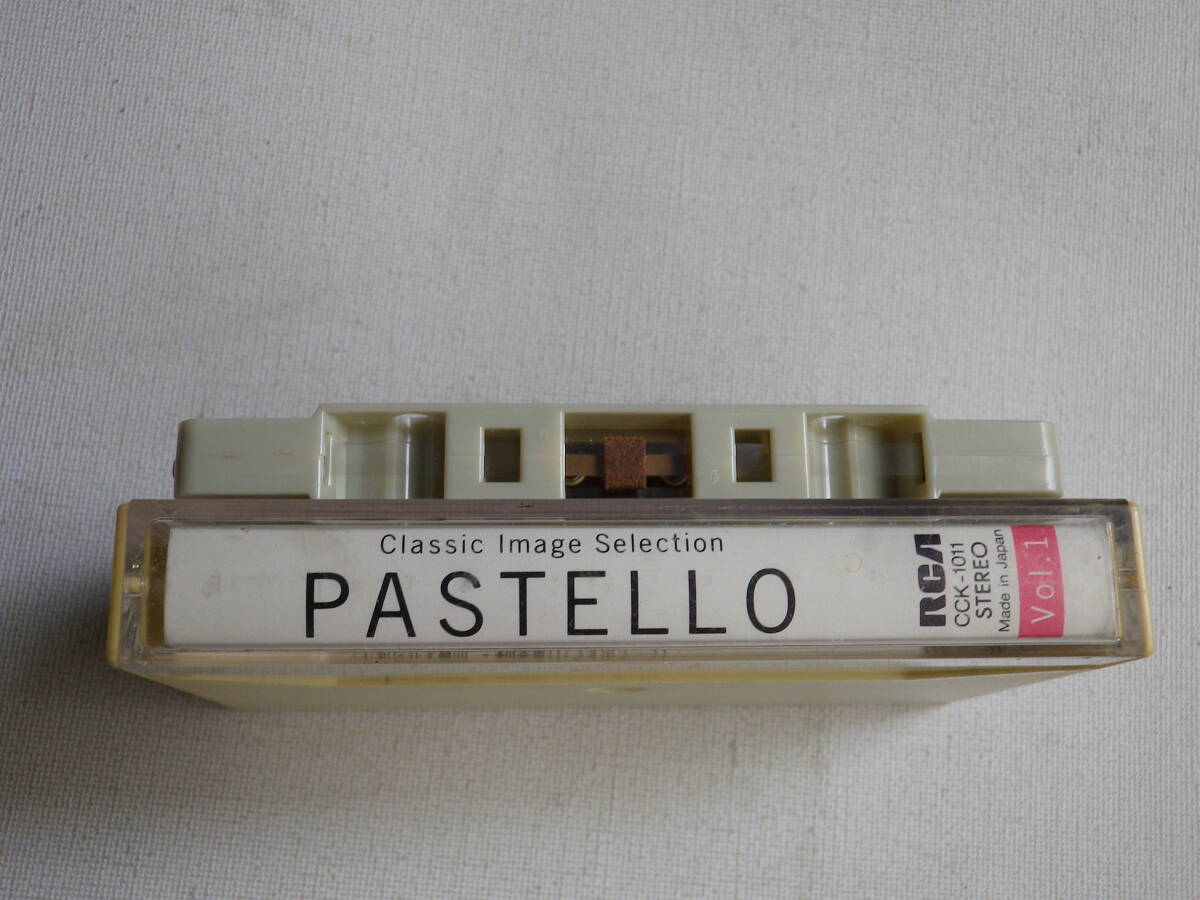 Classic Image Selection
PASTELLO
RCA
CCK-1011
STEREO
Made in Japan
Vol. 1